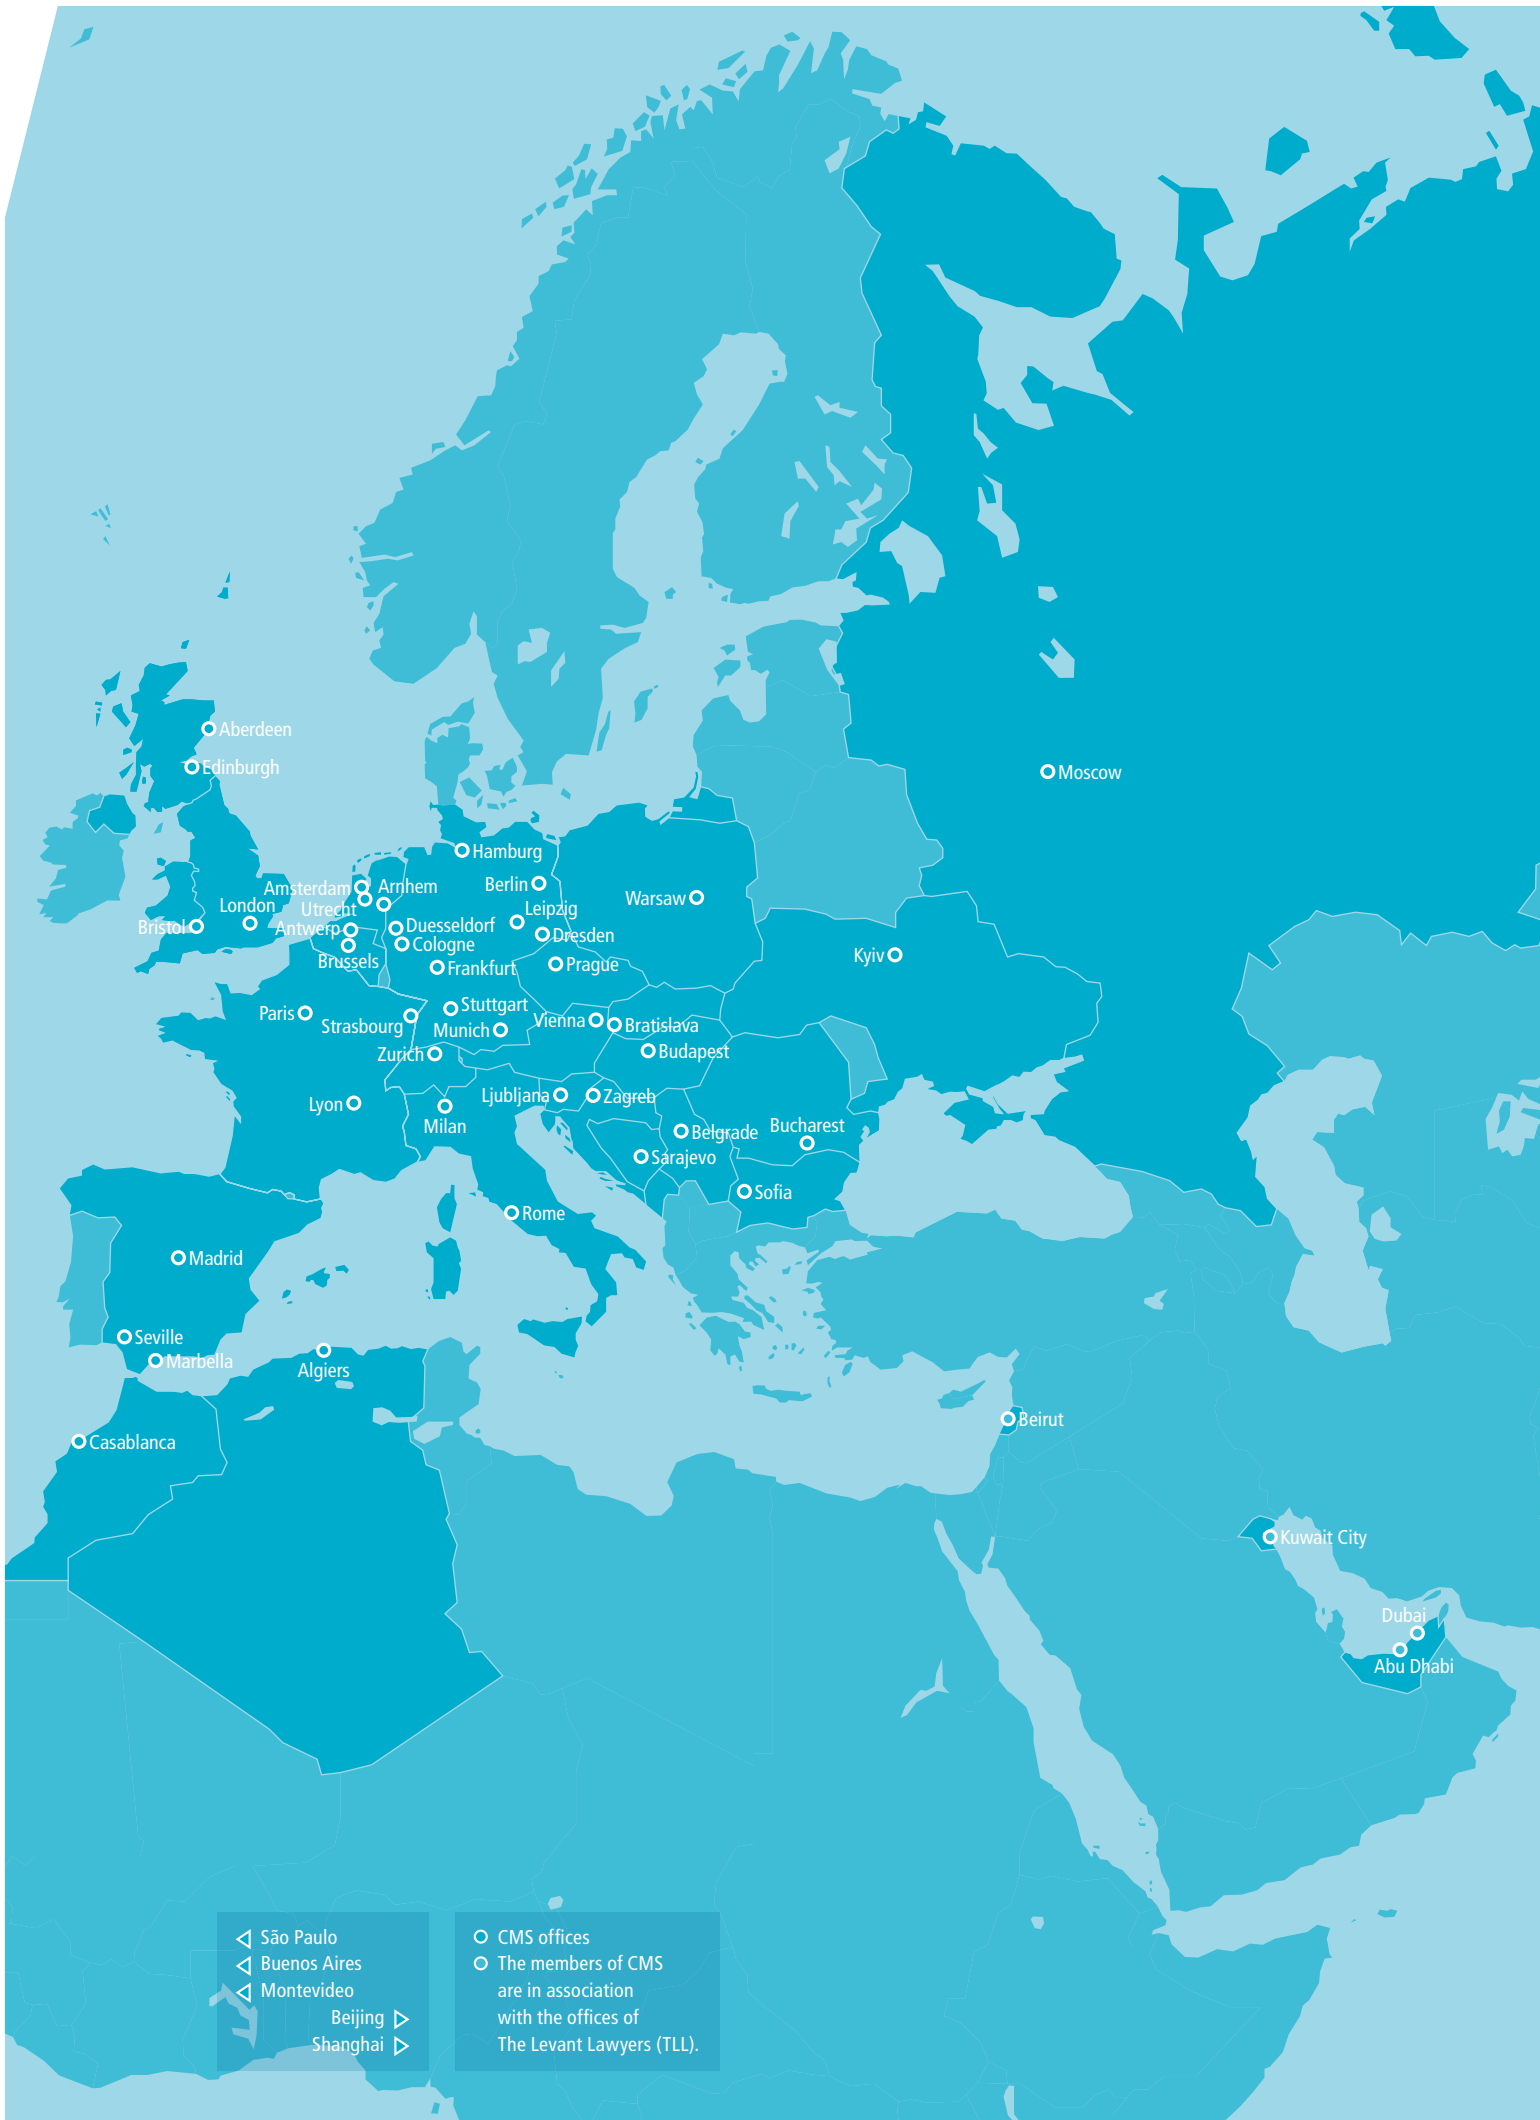 Aberdeen
Edinburgh
Moscow
Hamburg
Amsterdam
Arnhem
Berlin
Warsaw
London
Utrecht
Leipzig
Bristol
Antwerp
Duesseldorf
Dresden
Cologne
Brussels
Frankfurt
Prague
Kyiv
Paris
Stuttgart
Strasbourg
Munich
Vienna
Bratislava
Zurich
Budapest
Lyon
Ljubljana
Zagreb
Milan
Belgrade
Bucharest
Sarajevo
Sofia
Rome
Madrid
Seville
Marbella
Algiers
Beirut
Casablanca
Kuwait City
Dubai
Abu Dhabi
São Paulo
Buenos Aires
Montevideo
Beijing
Shanghai
CMS offices
The members of CMS
are in association
with the offices of
The Levant Lawyers (TLL).